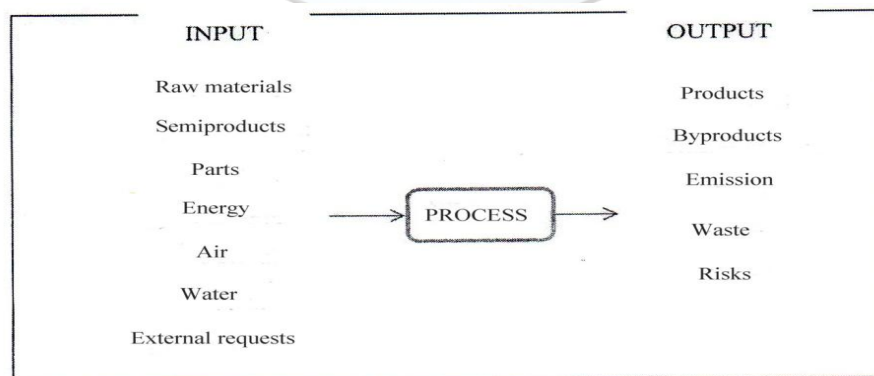 INPUT
Raw materials
Semiproducts
Parts
Energy
Air
Water
External requests
PROCESS
OUTPUT
Products
Byproducts
Emission
Waste
Risks